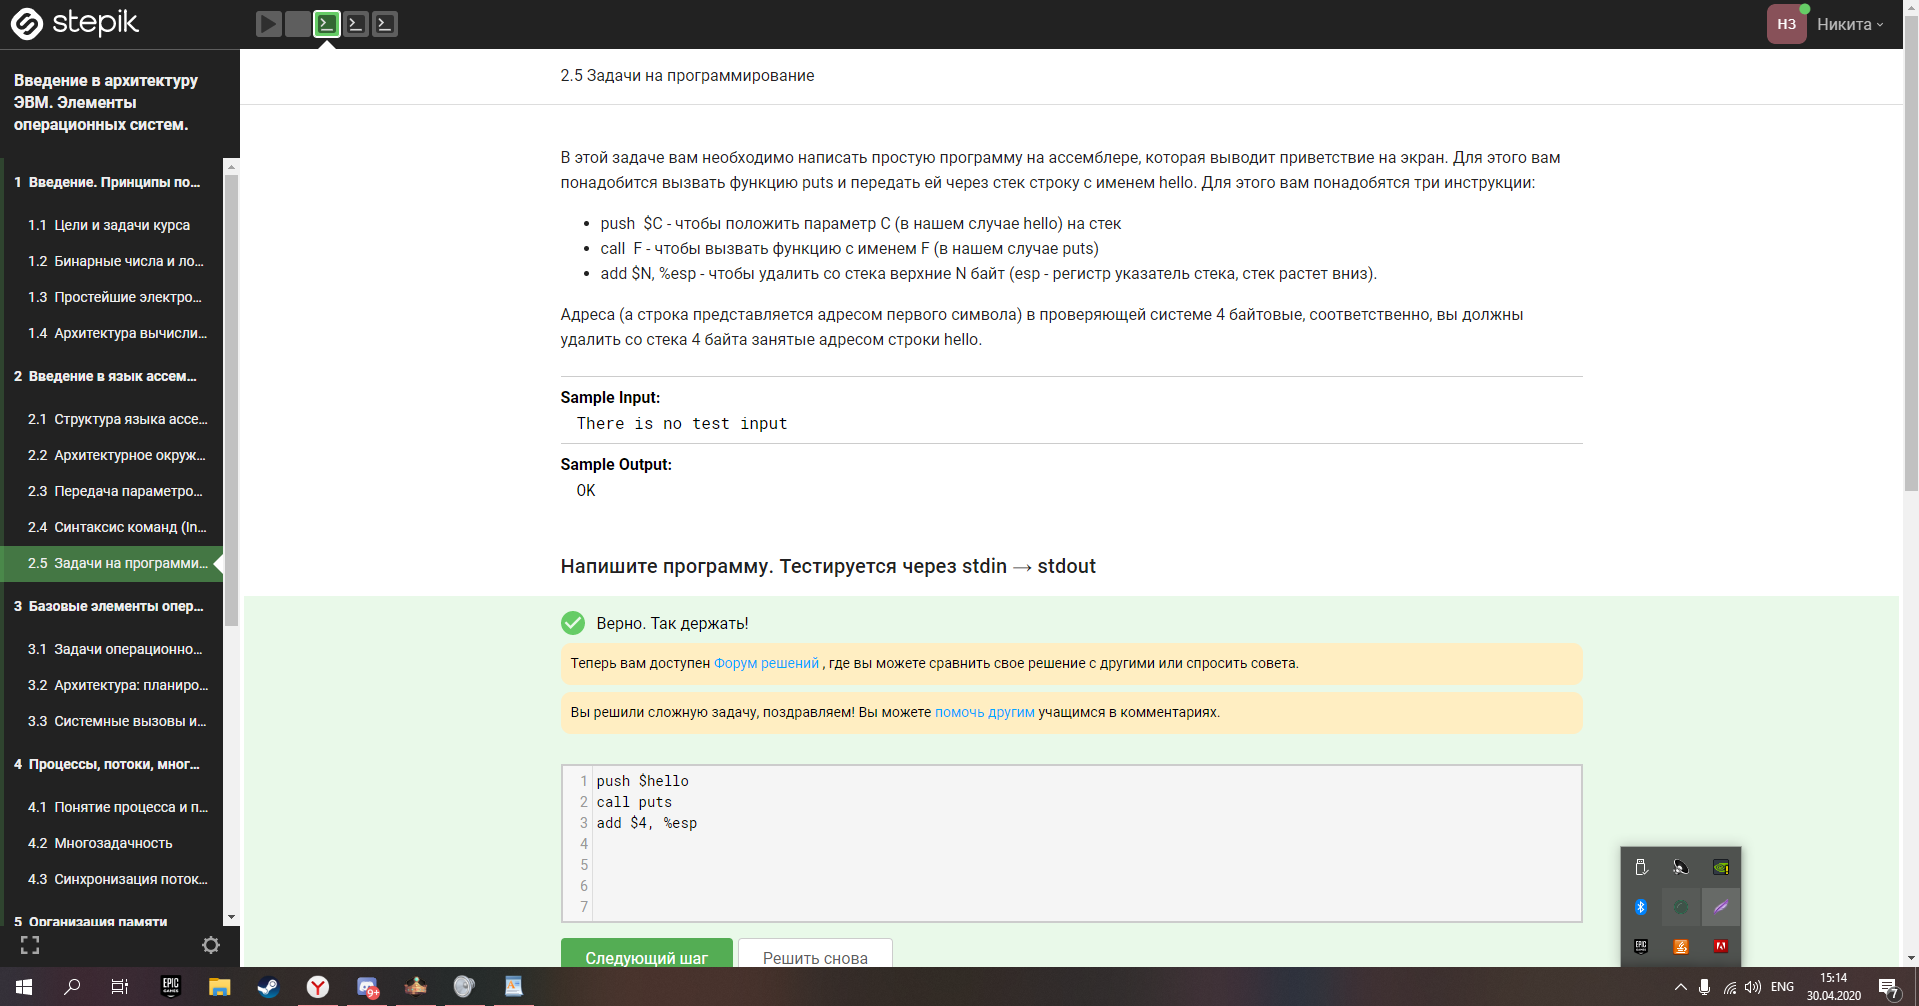 stepik
НЗ
Никита
Введение в архитектуру
ЭВМ. Элементы
операционных систем.
1 Введение. Принципы по...
1.1 Цели и задачи курса
1.2 Бинарные числа и ло...
1.3 Простейшие электро...
1.4 Архитектура вычисли...
2 Введение в язык ассем...
2.1 Структура языка ассе...
2.2 Архитектурное окруж...
2.3 Передача параметро...
2.4 Синтаксис команд (In...
2.5 Задачи на программи...
3 Базовые элементы опер...
3.1 Задачи операционно...
3.2 Архитектура: планиро...
3.3 Системные вызовы и...
4 Процессы, потоки, мног...
4.1 Понятие процесса и п...
4.2 Многозадачность
4.3 Синхронизация поток...
5 Организация памяти
2.5 Задачи на программирование
В этой задаче вам необходимо написать простую программу на ассемблере, которая выводит приветствие на экран. Для этого вам
понадобится вызвать функцию puts и передать ей через стек строку с именем hello. Для этого вам понадобятся три инструкции:
• push $C - чтобы положить параметр C (в нашем случае hello) на стек
• call F - чтобы вызвать функцию с именем F (в нашем случае puts)
• add $N, %esp - чтобы удалить со стека верхние N байт (esp - регистр указатель стека, стек растет вниз).
Адреса (а строка представляется адресом первого символа) в проверяющей системе 4 байтовые, соответственно, вы должны
удалить со стека 4 байта занятые адресом строки hello.
Sample Input:
There is no test input
Sample Output:
OK
Напишите программу. Тестируется через stdin → stdout
Верно. Так держать!
Теперь вам доступен Форум решений , где вы можете сравнить свое решение с другими или спросить совета.
Вы решили сложную задачу, поздравляем! Вы можете помочь другим учащимся в комментариях.
1 push $hello
2 call puts
3 add $4, %esp
4
5
6
7
Следующий шаг
Решить снова
EPIC
EPIC
9+
ENG
15:14
30.04.2020
7